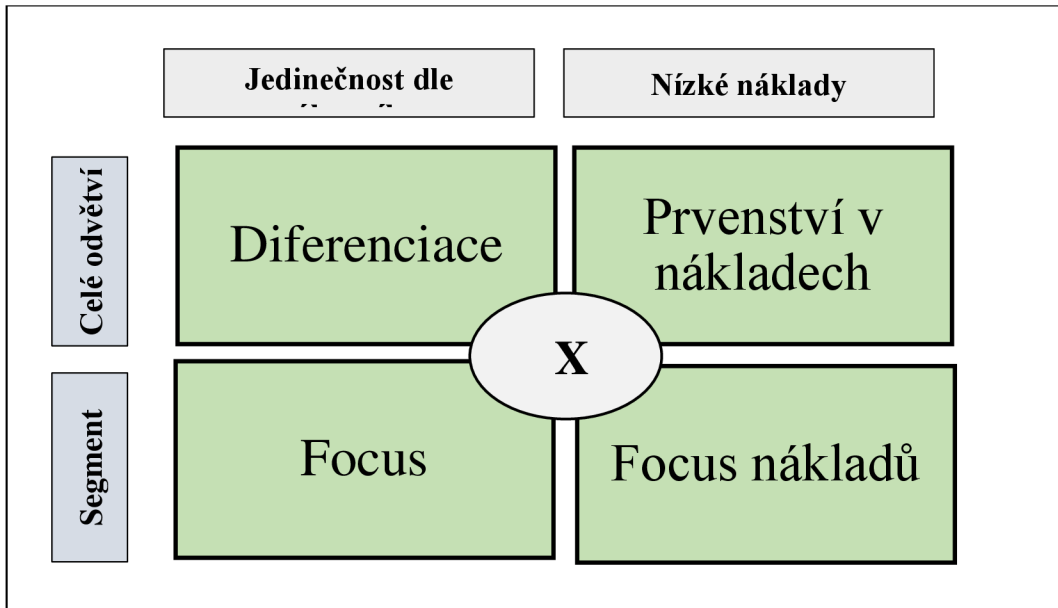 Jedinečnost dle
Nízké náklady
Celé odvětví
Diferenciace
Prvenství v
nákladech
X
Segment
Focus
Focus nákladů